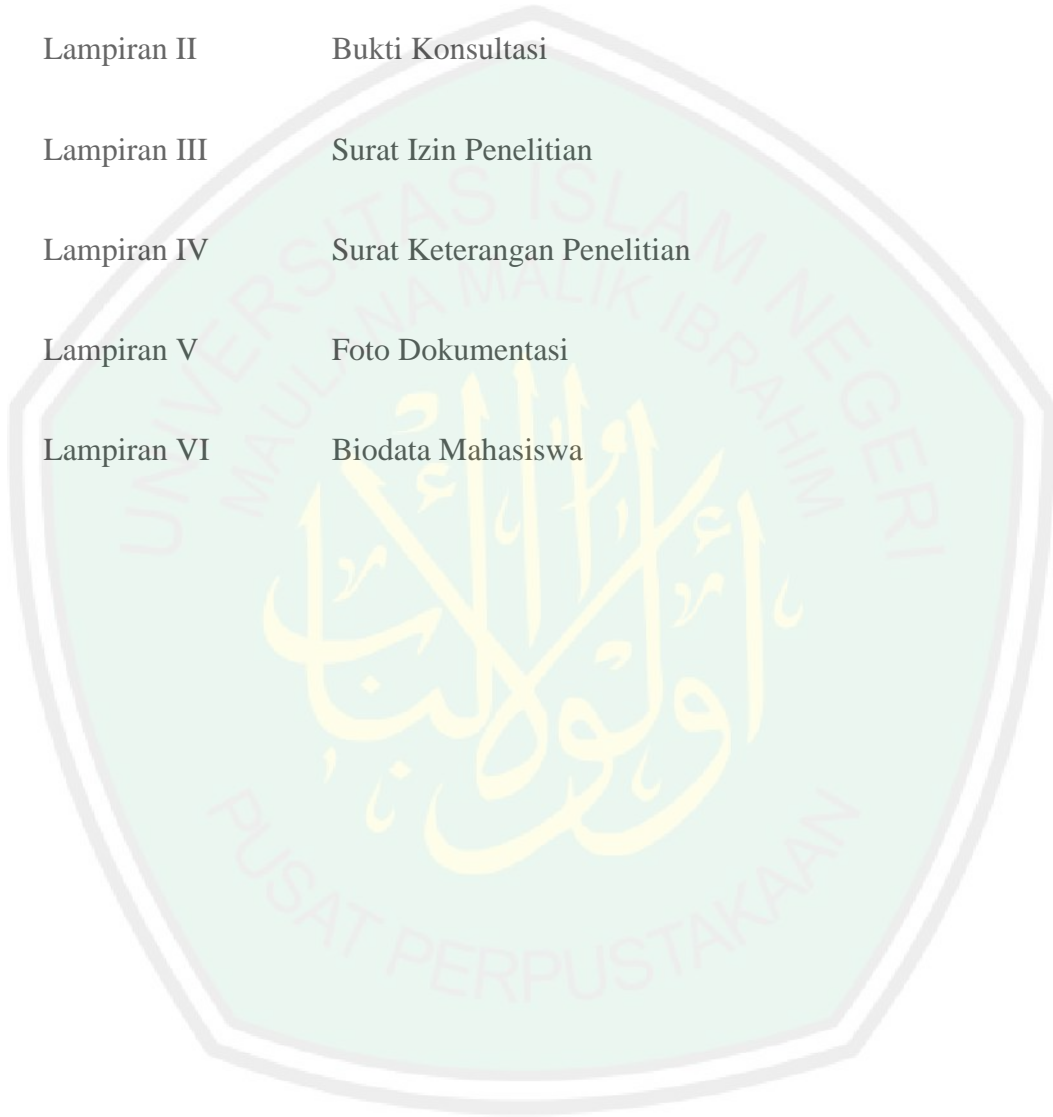 Lampiran II Bukti Konsultasi
Lampiran III Surat Izin Penelitian
Lampiran IV Surat Keterangan Penelitian
Lampiran V Foto Dokumentasi
Lampiran VI Biodata Mahasiswa
UNIVERSITAS ISLAM NEGERI
MAULANA MALIK IBRAHIM
PUSAT PERPUSTAKAAN